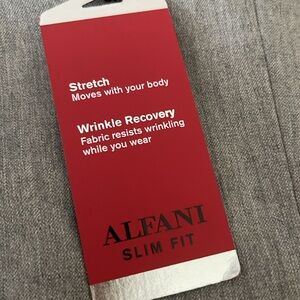 Stretch
Moves with your body
Wrinkle Recovery
Fabric resists wrinkling
while you wear
ALFANI
SLIM FIT